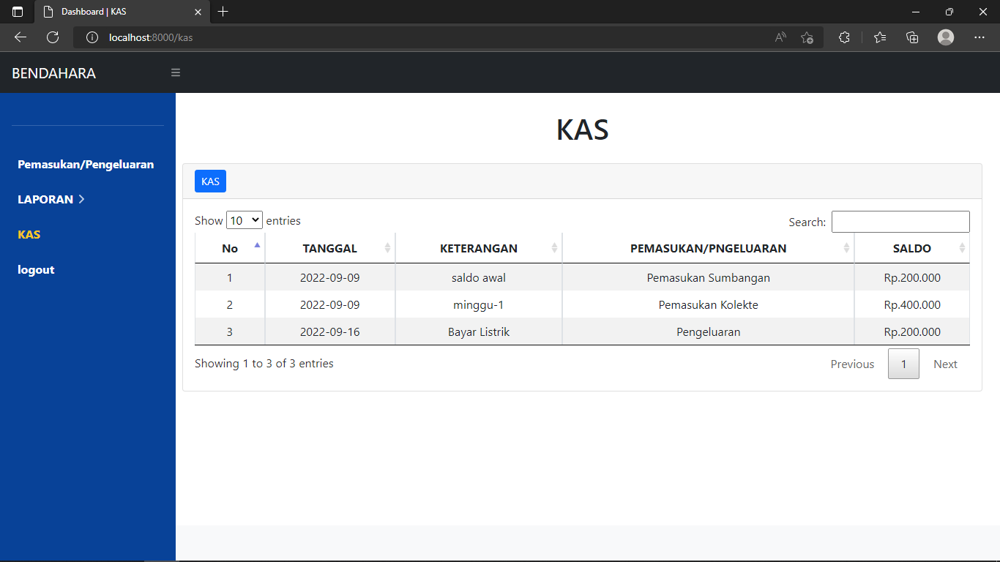 Dashboard | KAS
localhost:8000/kas
BENDAHARA
Pemasukan/Pengeluaran
LAPORAN
KAS
logout
KAS
KAS
Show 10 entries
Search:
No TANGGAL KETERANGAN PEMASUKAN/PNGELUARAN SALDO
1 2022-09-09 saldo awal Pemasukan Sumbangan Rp.200.000
2 2022-09-09 minggu-1 Pemasukan Kolekte Rp.400.000
3 2022-09-16 Bayar Listrik Pengeluaran Rp.200.000
Showing 1 to 3 of 3 entries
Previous 1 Next